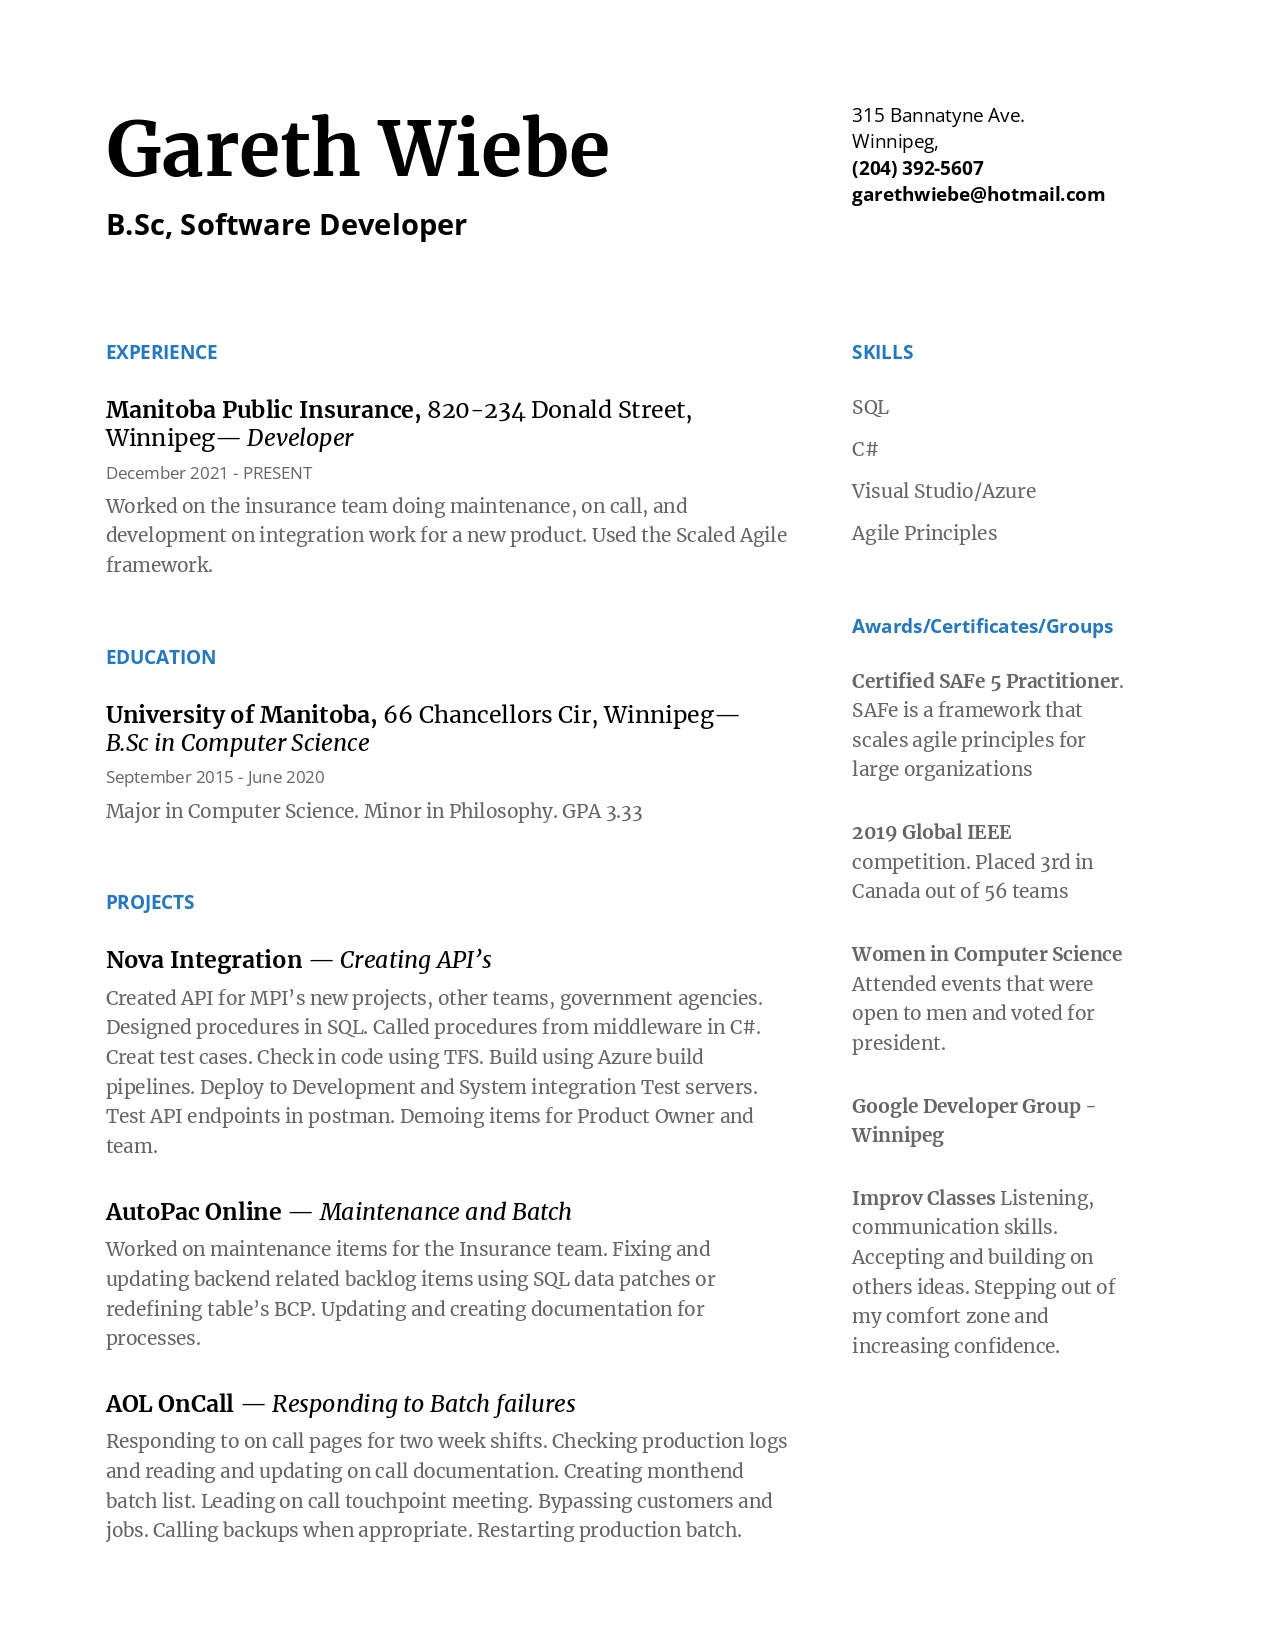 Gareth Wiebe
B.Sc, Software Developer
315 Bannatyne Ave.
Winnipeg,
(204) 392-5607
garethwiebe@hotmail.com
EXPERIENCE
Manitoba Public Insurance, 820-234 Donald Street,
Winnipeg— Developer
December 2021 - PRESENT
Worked on the insurance team doing maintenance, on call, and
development on integration work for a new product. Used the Scaled Agile
framework.
EDUCATION
University of Manitoba, 66 Chancellors Cir, Winnipeg—
B.Sc in Computer Science
September 2015 - June 2020
Major in Computer Science. Minor in Philosophy. GPA 3.33
PROJECTS
Nova Integration — Creating API’s
Created API for MPI’s new projects, other teams, government agencies.
Designed procedures in SQL. Called procedures from middleware in C#.
Creat test cases. Check in code using TFS. Build using Azure build
pipelines. Deploy to Development and System integration Test servers.
Test API endpoints in postman. Demoing items for Product Owner and
team.
AutoPac Online — Maintenance and Batch
Worked on maintenance items for the Insurance team. Fixing and
updating backend related backlog items using SQL data patches or
redefining table’s BCP. Updating and creating documentation for
processes.
AOL OnCall — Responding to Batch failures
Responding to on call pages for two week shifts. Checking production logs
and reading and updating on call documentation. Creating monthend
batch list. Leading on call touchpoint meeting. Bypassing customers and
jobs. Calling backups when appropriate. Restarting production batch.
SKILLS
SQL
C#
Visual Studio/Azure
Agile Principles
Awards/Certificates/Groups
Certified SAFe 5 Practitioner.
SAFe is a framework that
scales agile principles for
large organizations
2019 Global IEEE
competition. Placed 3rd in
Canada out of 56 teams
Women in Computer Science
Attended events that were
open to men and voted for
president.
Google Developer Group -
Winnipeg
Improv Classes Listening,
communication skills.
Accepting and building on
others ideas. Stepping out of
my comfort zone and
increasing confidence.